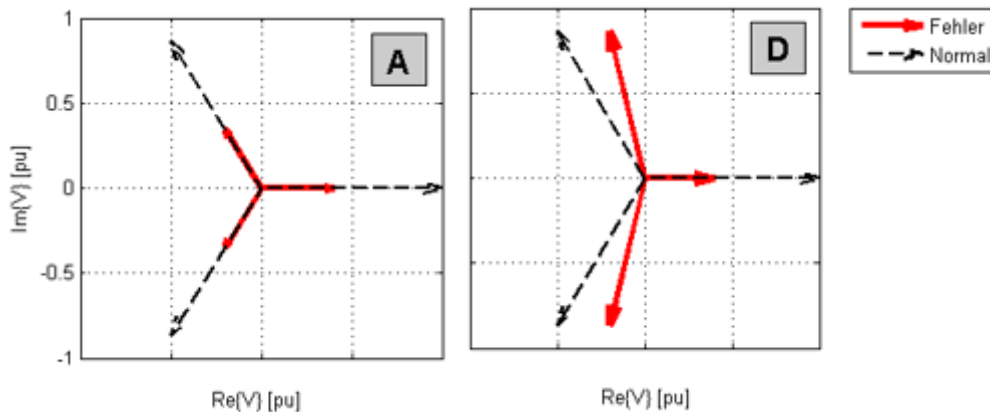 1
0.5
0
-0.5
-1
Im{V} [pu]
Re{V} [pu]
A
D
Re{V} [pu]
Fehler
Normal